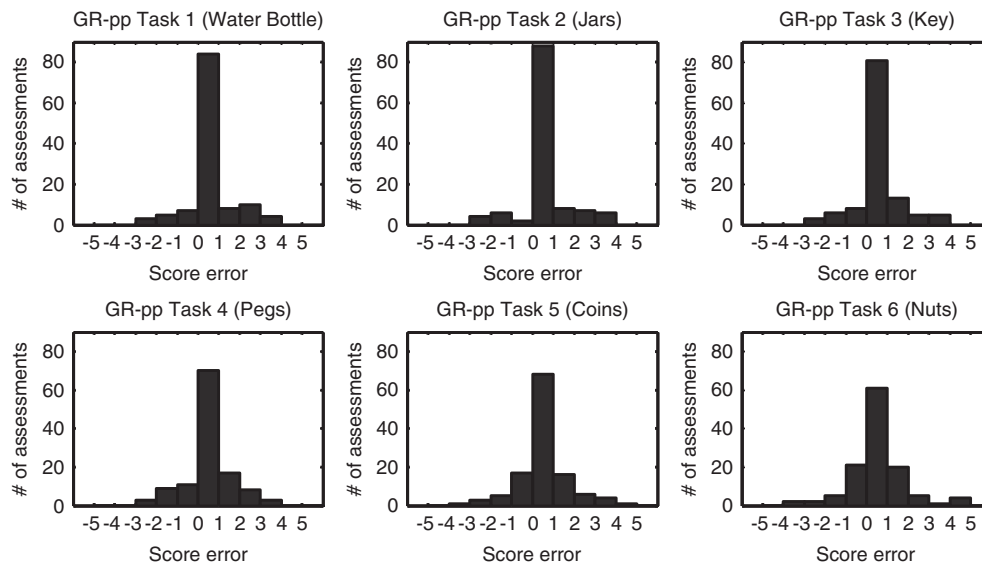 GR-pp Task 1 (Water Bottle) GR-pp Task 2 (Jars) GR-pp Task 3 (Key)
# of assessments
80
60
40
20
0
-5 -4 -3 -2 -1 0 1 2 3 4 5
Score error
# of assessments
80
60
40
20
0
-5 -4 -3 -2 -1 0 1 2 3 4 5
Score error
# of assessments
80
60
40
20
0
-5 -4 -3 -2 -1 0 1 2 3 4 5
Score error
GR-pp Task 4 (Pegs) GR-pp Task 5 (Coins) GR-pp Task 6 (Nuts)
# of assessments
80
60
40
20
0
-5 -4 -3 -2 -1 0 1 2 3 4 5
Score error
# of assessments
80
60
40
20
0
-5 -4 -3 -2 -1 0 1 2 3 4 5
Score error
# of assessments
80
60
40
20
0
-5 -4 -3 -2 -1 0 1 2 3 4 5
Score error